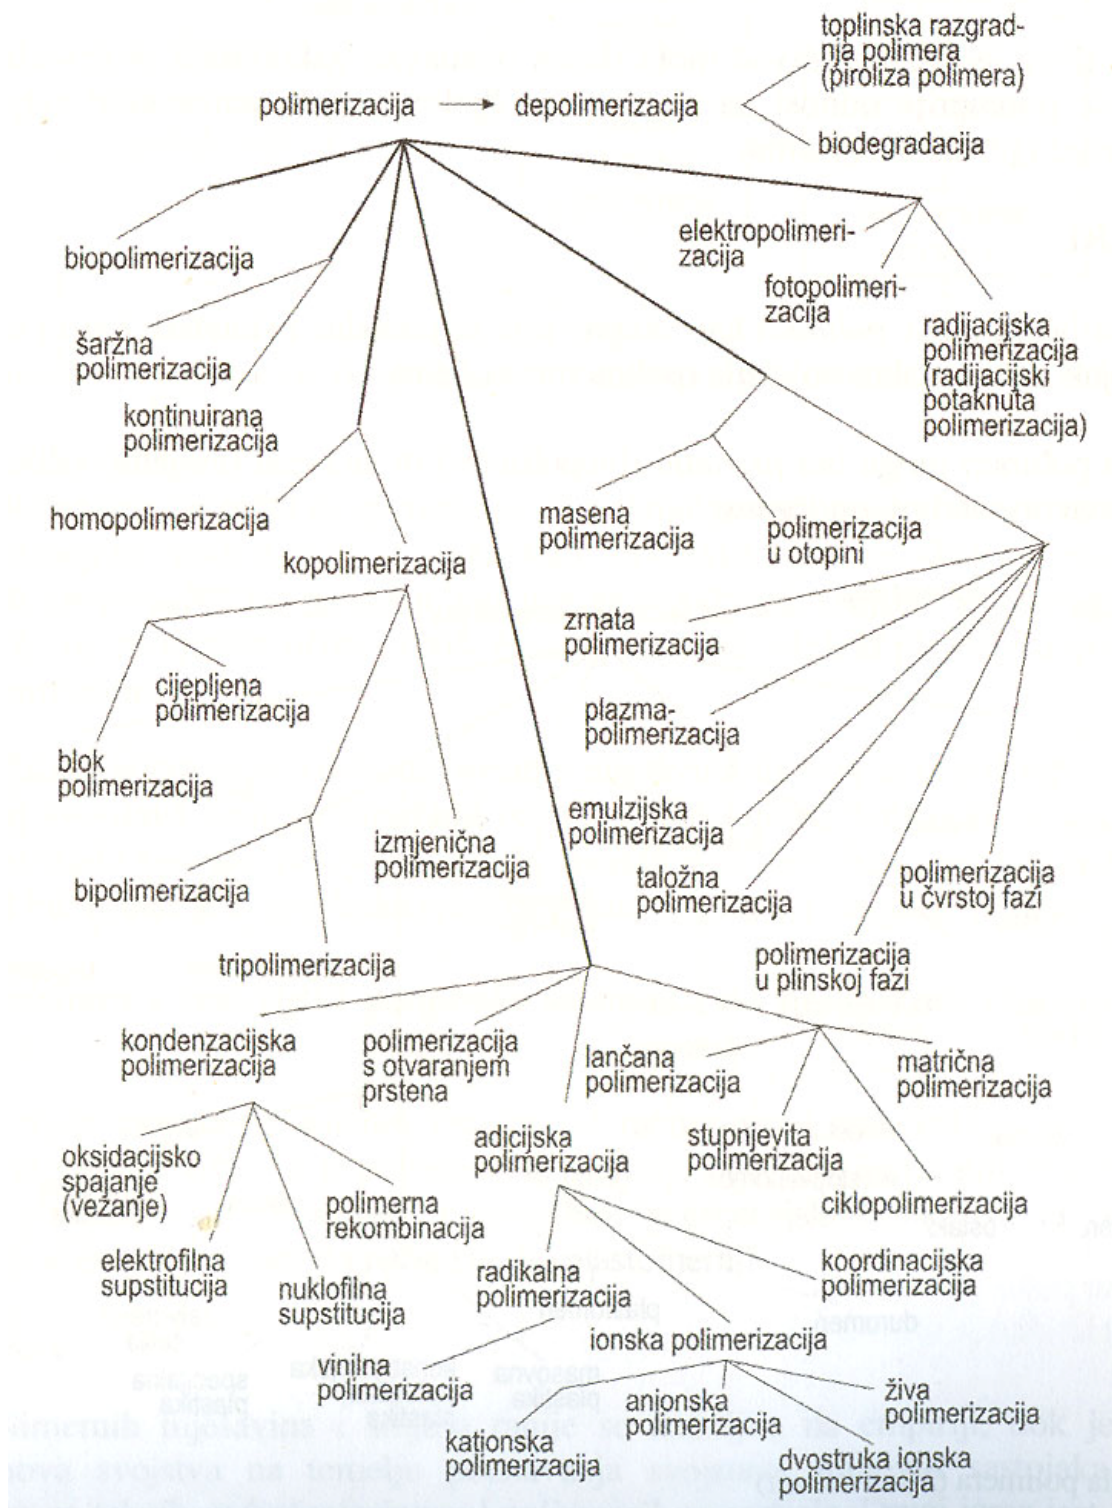 toplinska razgrad-
nja polimera
(piroliza polimera)
polimerizacija
depolimerizacija
biodegradacija
biopolimerizacija
elektropolimeri-
zacija
fotopolimeri-
zacija
šaržna
polimerizacija
radijacijska
polimerizacija
(radijacijski
potaknuta
polimerizacija)
kontinuirana
polimerizacija
homopolimerizacija
masena
polimerizacija
polimerizacija
u otopini
kopolimerizacija
zrnata
polimerizacija
cijepljena
polimerizacija
plazma-
polimerizacija
blok
polimerizacija
emulzijska
polimerizacija
izmjenična
polimerizacija
bipolimerizacija
taložna
polimerizacija
polimerizacija
u čvrstoj fazi
tripolimerizacija
polimerizacija
u plinskoj fazi
kondenzacijska
polimerizacija
polimerizacija
s otvaranjem
prstena
lančana
polimerizacija
matrična
polimerizacija
adicijska
polimerizacija
stupnjevita
polimerizacija
oksidacijsko
spajanje
(vezanje)
polimerna
rekombinacija
ciklopolimerizacija
elektrofilna
supstitucija
nuklofilna
supstitucija
radikalna
polimerizacija
koordinacijska
polimerizacija
ionska polimerizacija
vinilna
polimerizacija
anjonska
polimerizacija
živa
polimerizacija
kationska
polimerizacija
dvostruka ionska
polimerizacija